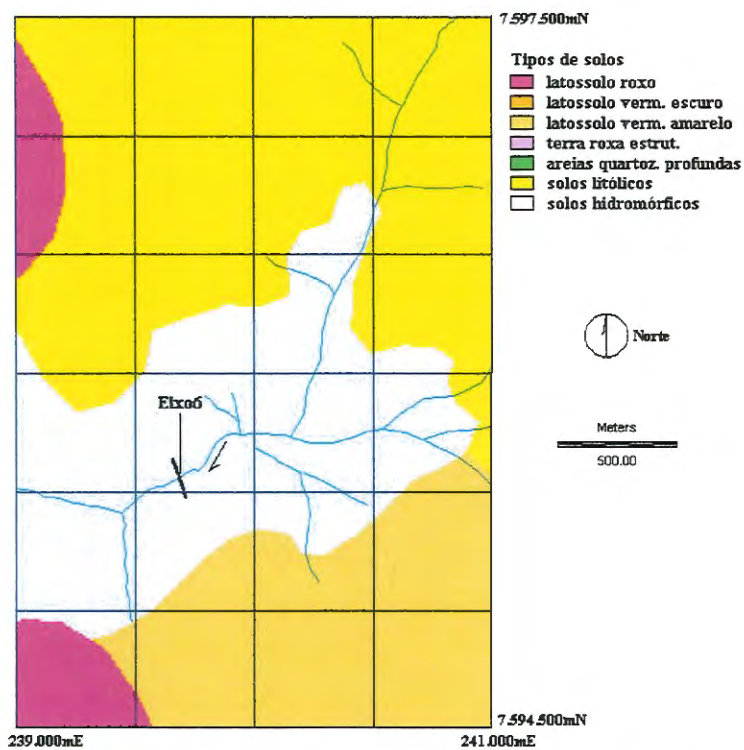 7.597.500mN
Tipos de solos
latossolo roxo
latossolo verm. escuro
latossolo verm. amarelo
terra roxa estrut.
areias quartoz. profundas
solos litólicos
solos hidromórficos
Norte
Eixo6
Meters
500.00
7.594.500mN
239.000mE
241.000mE